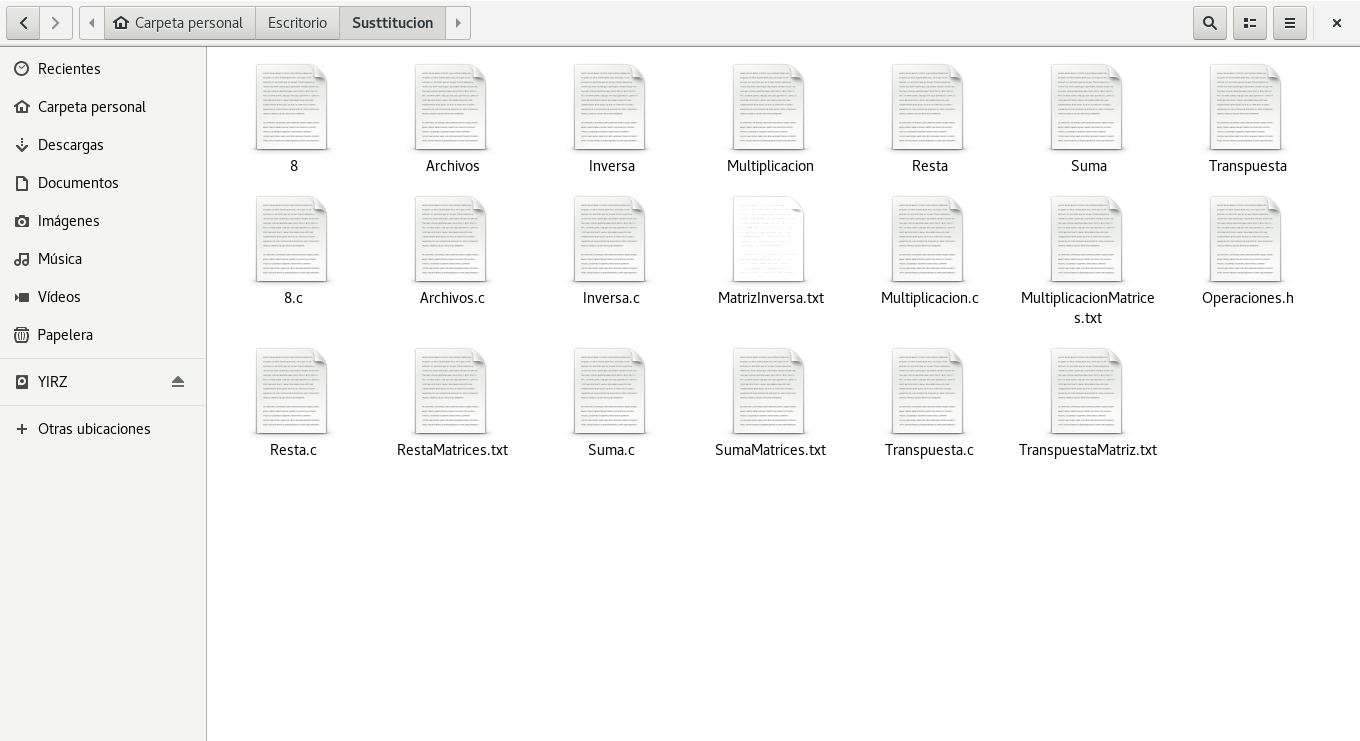 Carpeta personal
Escritorio
Susttitucion
Recientes
Carpeta personal
Descargas
Documentos
Imágenes
Música
Vídeos
Papelera
YIRZ
Otras ubicaciones
8
Archivos
Inversa
Multiplicacion
Resta
Suma
Transpuesta
8.c
Archivos.c
Inversa.c
MatrizInversa.txt
Multiplicacion.c
MultiplicacionMatrice
s.txt
Operaciones.h
Resta.c
RestaMatrices.txt
Suma.c
SumaMatrices.txt
Transpuesta.c
TranspuestaMatriz.txt